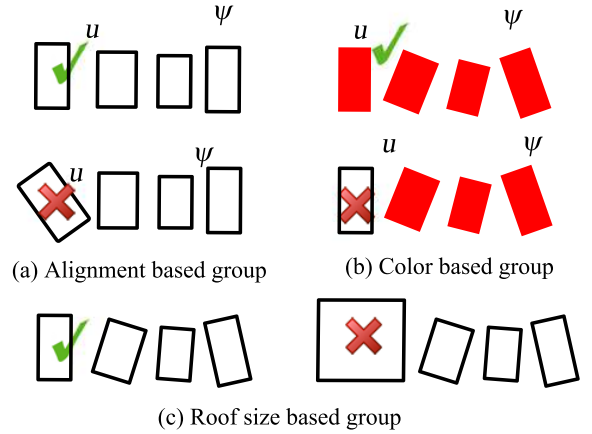 u ψ
u ψ
u ψ
u ψ
(a) Alignment based group
(b) Color based group
(c) Roof size based group